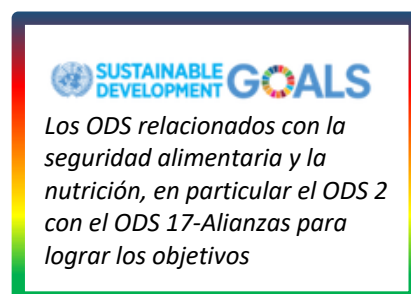 SUSTAINABLE
DEVELOPMENT GOALS
Los ODS relacionados con la
seguridad alimentaria y la
nutrición, en particular el ODS 2
con el ODS 17-Alianzas para
lograr los objetivos